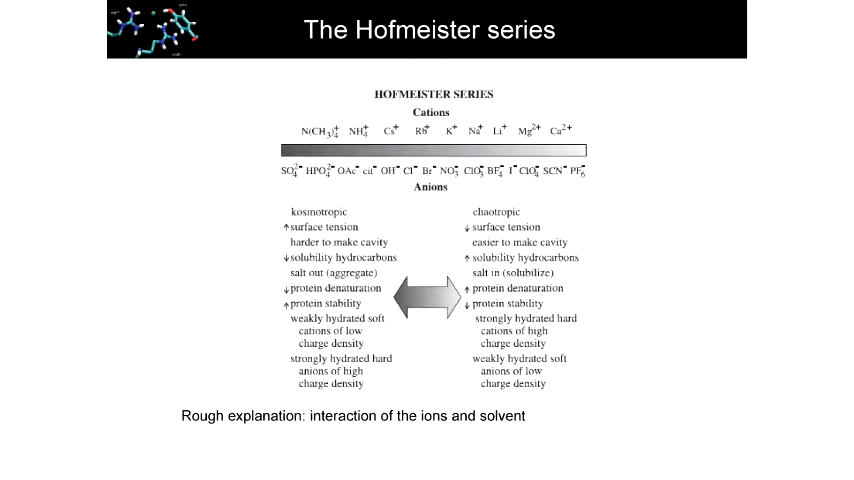 The Hofmeister series
HOFMEISTER SERIES
Cations
N(CH₃)₄⁺ NH₄⁺ Cs⁺ Rb⁺ K⁺ Na⁺ Li⁺ Mg²⁺ Ca²⁺
SO₄²⁻ HPO₄²⁻ OAc⁻ cit⁻ OH⁻ Cl⁻ Br⁻ NO₃⁻ ClO₃⁻ BF₄⁻ I⁻ ClO₄⁻ SCN⁻ PF₆⁻
Anions
kosmotropic
↑surface tension
harder to make cavity
↓solubility hydrocarbons
salt out (aggregate)
↓protein denaturation
↑protein stability
weakly hydrated soft
cations of low
charge density
strongly hydrated hard
anions of high
charge density
chaotropic
↓ surface tension
easier to make cavity
↑ solubility hydrocarbons
salt in (solubilize)
↑ protein denaturation
↓ protein stability
strongly hydrated hard
cations of high
charge density
weakly hydrated soft
anions of low
charge density
Rough explanation: interaction of the ions and solvent